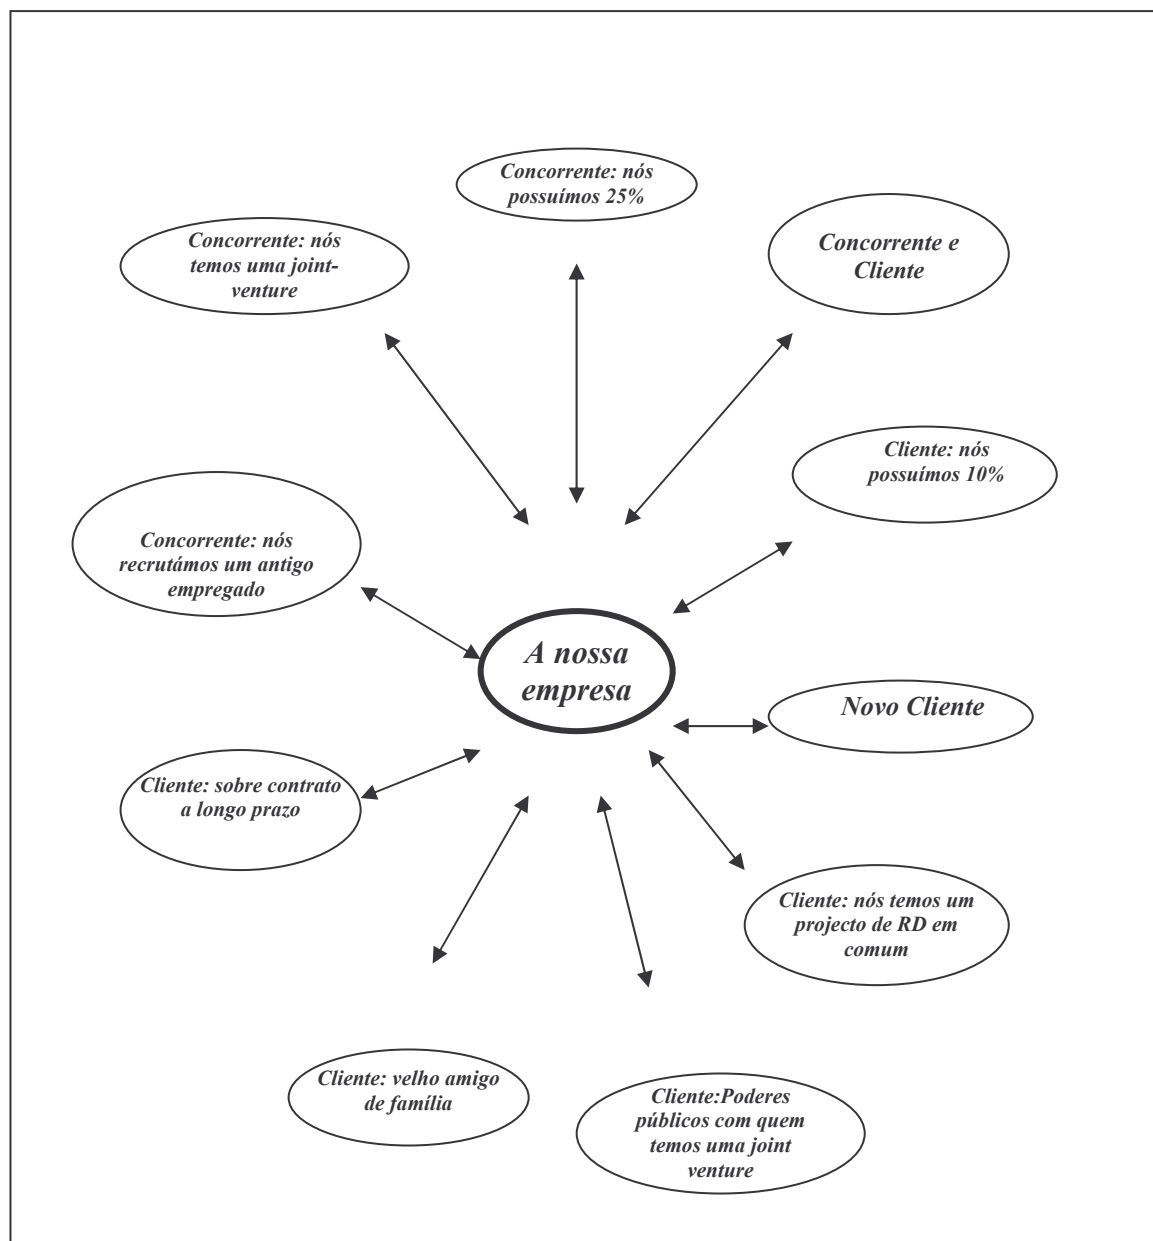 Concorrente: nós
possuímos 25%
Concorrente: nós
temos uma joint-
venture
Concorrente e
Cliente
Cliente: nós
possuímos 10%
Concorrente: nós
recrutámos um antigo
empregado
A nossa
empresa
Novo Cliente
Cliente: sobre contrato
a longo prazo
Cliente: nós temos um
projecto de RD em
comum
Cliente: velho amigo
de família
Cliente:Poderes
públicos com quem
temos uma joint
venture